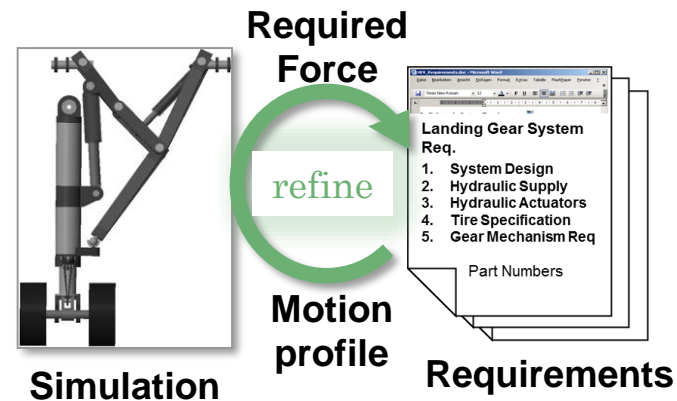 Required
Force
refine
Motion
profile
Simulation
Landing Gear System
Req.
1. System Design
2. Hydraulic Supply
3. Hydraulic Actuators
4. Tire Specification
5. Gear Mechanism Req
Part Numbers
Requirements